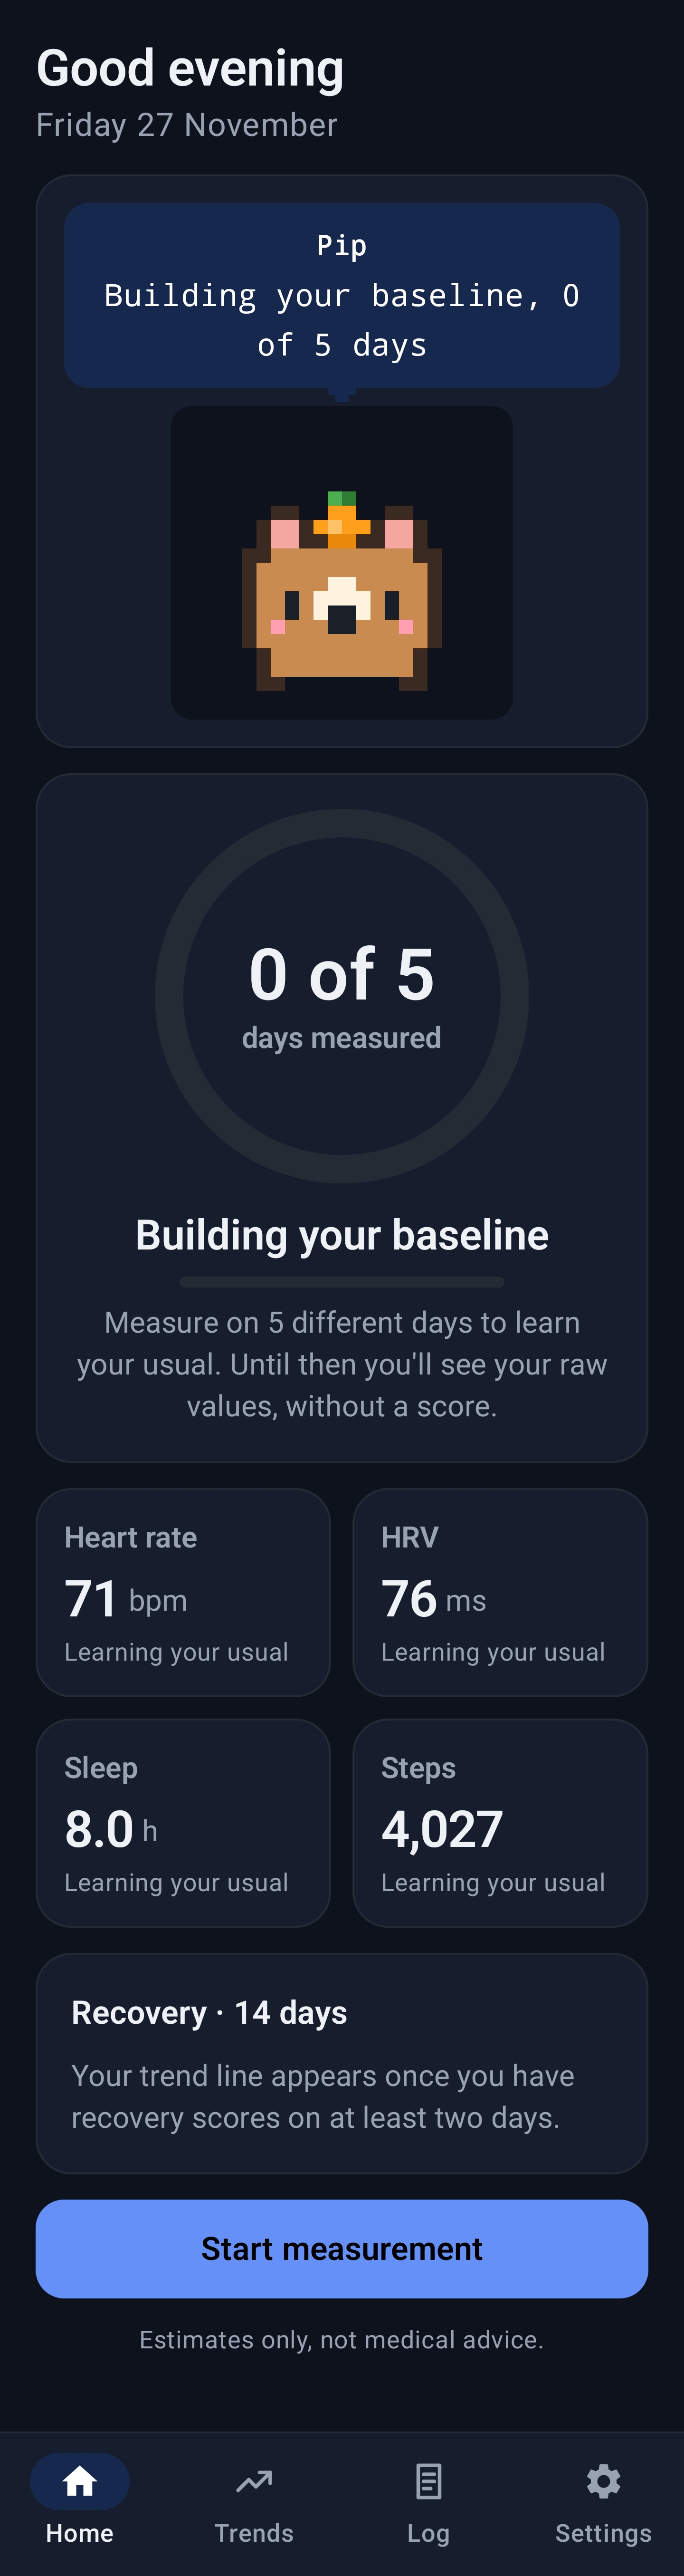 Good evening
Friday 27 November
Pip
Building your baseline, 0
of 5 days
0 of 5
days measured
Building your baseline
Measure on 5 different days to learn
your usual. Until then you'll see your raw
values, without a score.
Heart rate
71 bpm
Learning your usual
HRV
76 ms
Learning your usual
Sleep
8.0 h
Learning your usual
Steps
4,027
Learning your usual
Recovery · 14 days
Your trend line appears once you have
recovery scores on at least two days.
Start measurement
Estimates only, not medical advice.
Home
Trends
Log
Settings